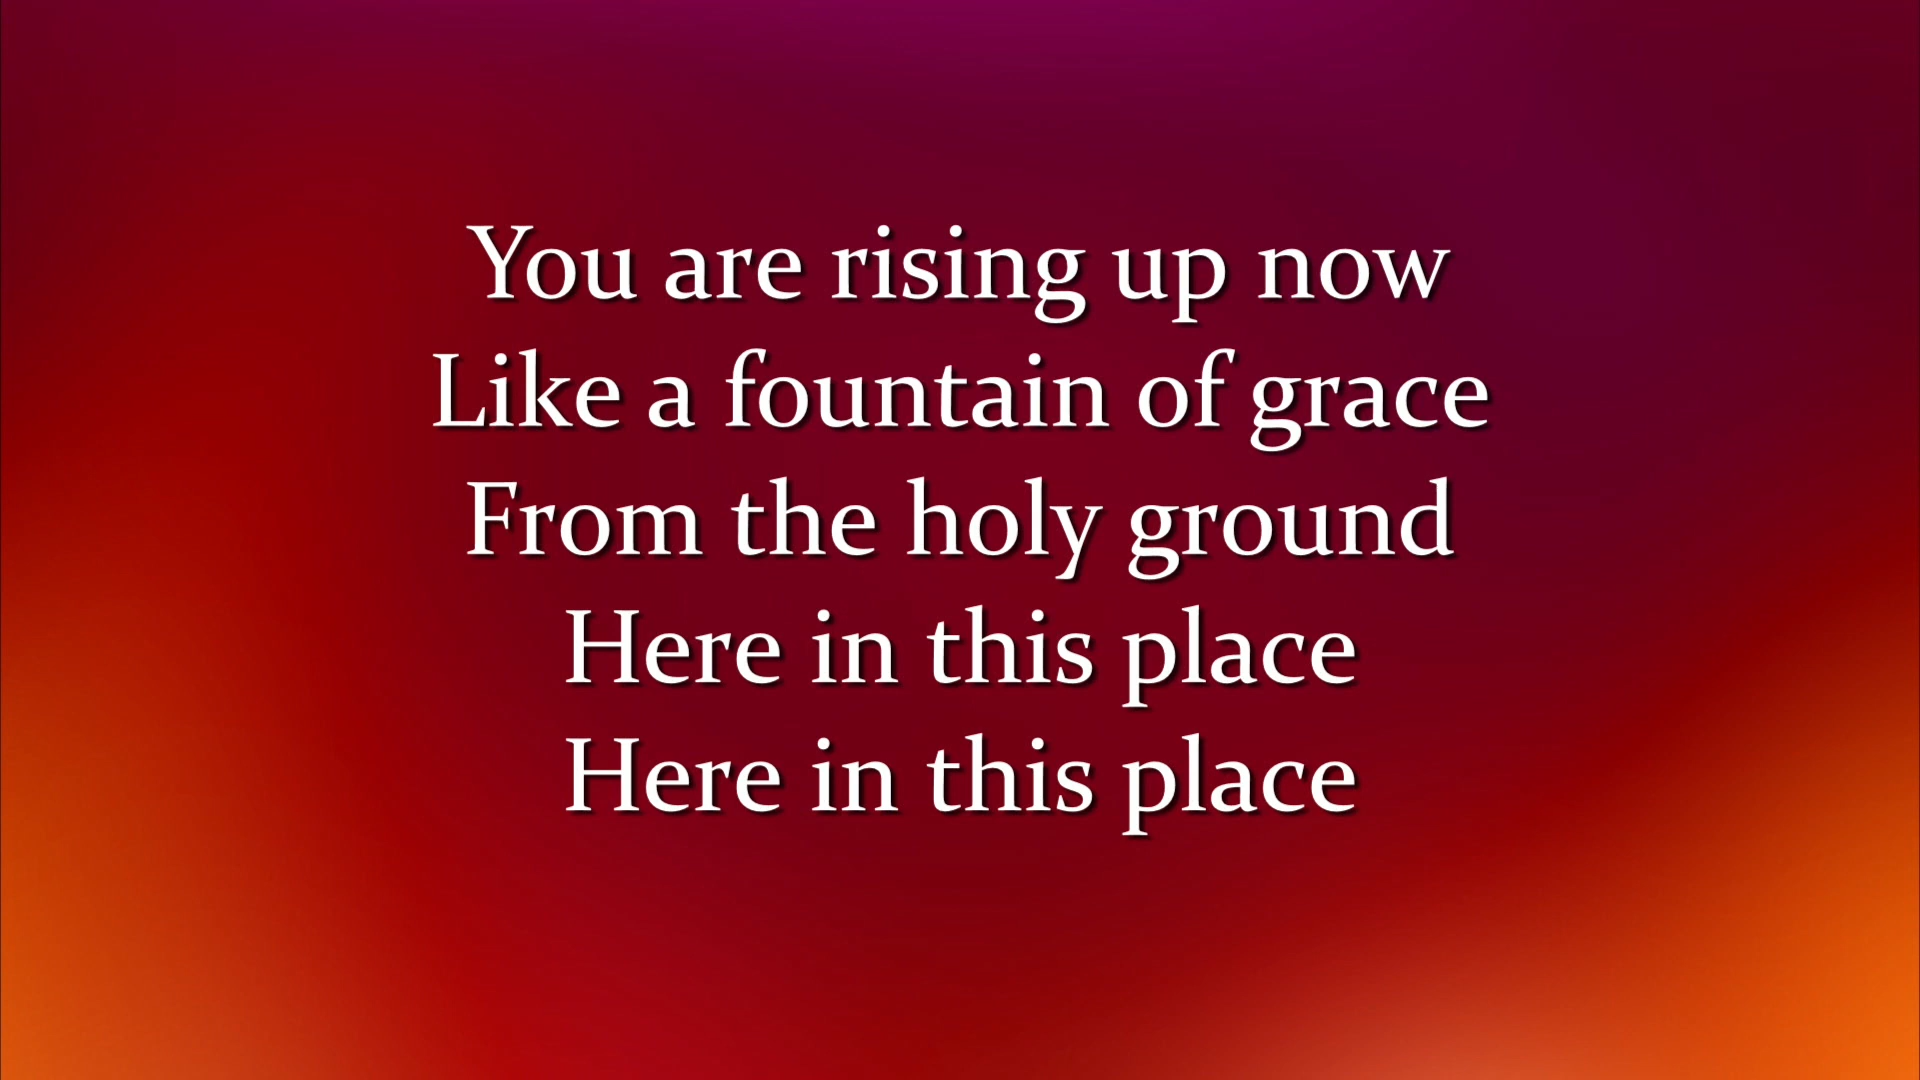 You are rising up now
Like a fountain of grace
From the holy ground
Here in this place
Here in this place